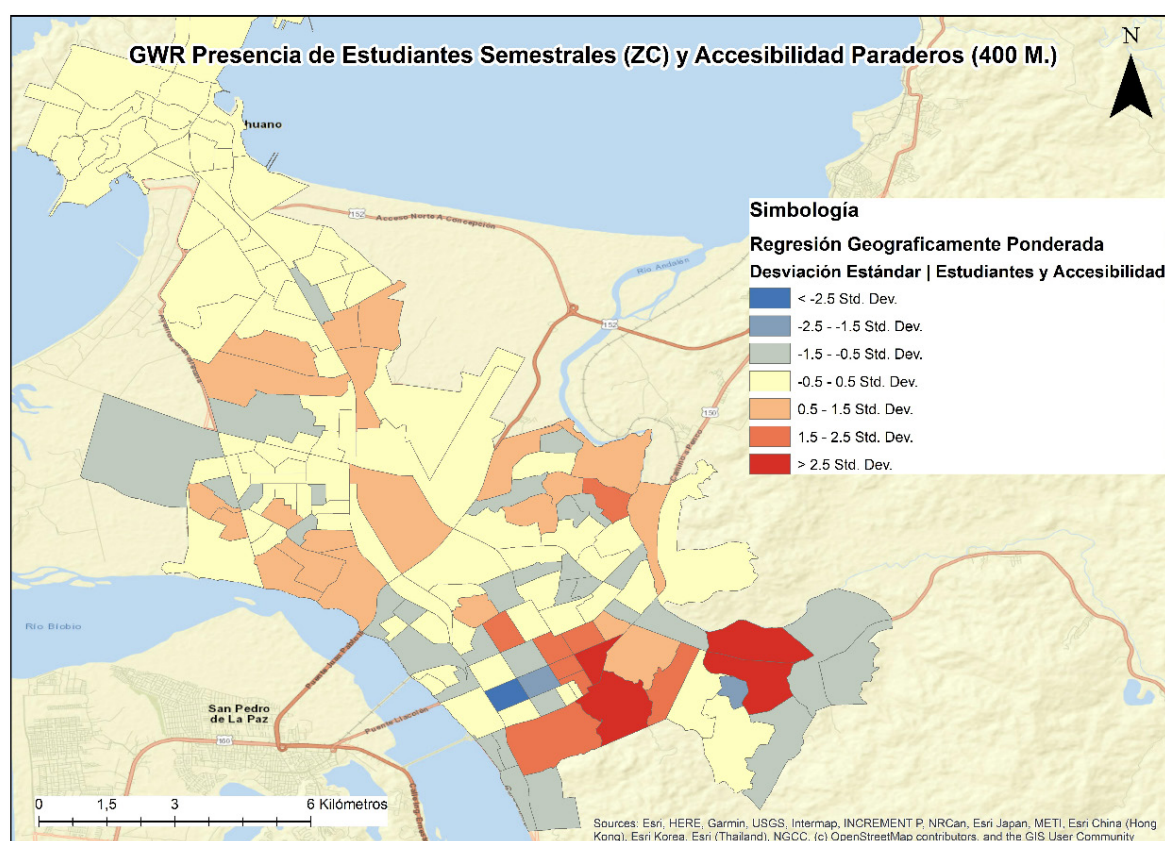 GWR Presencia de Estudiantes Semestrales (ZC) y Accesibilidad Paraderos (400 M.)
N
huano
152
Acceso Norte A Concepción
Río Andalién
152
150
Simbología
Regresión Geograficamente Ponderada
Desviación Estándar | Estudiantes y Accesibilidad
< -2.5 Std. Dev.
-2.5 - -1.5 Std. Dev.
-1.5 - -0.5 Std. Dev.
-0.5 - 0.5 Std. Dev.
0.5 - 1.5 Std. Dev.
1.5 - 2.5 Std. Dev.
> 2.5 Std. Dev.
Río Biobío
Puente Juan Pablo II
San Pedro
de La Paz
160
Puente Llacolén
0 1,5 3 6 Kilómetros
Sources: Esri, HERE, Garmin, USGS, Intermap, INCREMENT P, NRCan, Esri Japan, METI, Esri China (Hong
Kong), Esri Korea, Esri (Thailand), NGCC, (c) OpenStreetMap contributors, and the GIS User Community